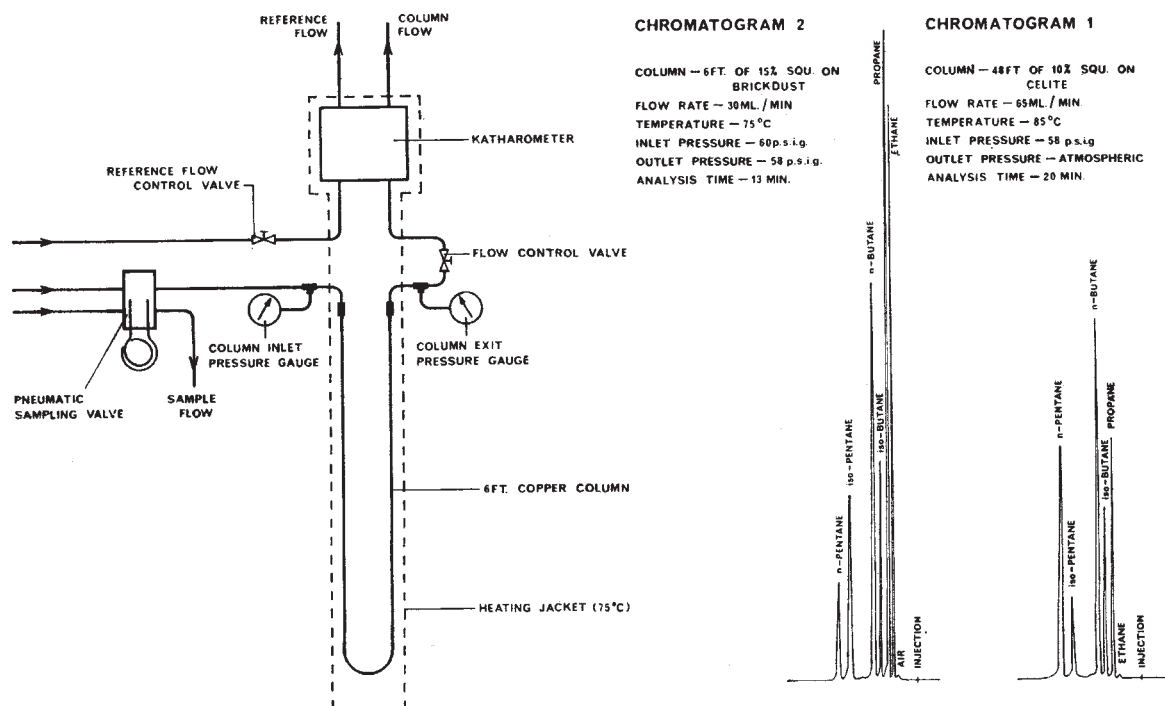 REFERENCE
FLOW
COLUMN
FLOW
KATHAROMETER
REFERENCE FLOW
CONTROL VALVE
FLOW CONTROL VALVE
COLUMN INLET
PRESSURE GAUGE
COLUMN EXIT
PRESSURE GAUGE
PNEUMATIC
SAMPLING VALVE
SAMPLE
FLOW
6FT. COPPER COLUMN
HEATING JACKET (75°C)
CHROMATOGRAM 2
COLUMN — 6FT. OF 15% SQU. ON
BRICKDUST
FLOW RATE — 30ML./MIN
TEMPERATURE — 75°C
INLET PRESSURE — 60p.s.i.g.
OUTLET PRESSURE — 58 p.s.i.g.
ANALYSIS TIME — 13 MIN.
n-PENTANE
iso-PENTANE
n-BUTANE
iso-BUTANE
PROPANE
ETHANE
AIR
INJECTION
CHROMATOGRAM 1
COLUMN — 48FT OF 10% SQU. ON
CELITE
FLOW RATE — 65ML./MIN.
TEMPERATURE — 85°C
INLET PRESSURE — 58 p.s.i.g
OUTLET PRESSURE — ATMOSPHERIC
ANALYSIS TIME — 20 MIN.
n-PENTANE
iso-PENTANE
n-BUTANE
iso-BUTANE
PROPANE
ETHANE
INJECTION